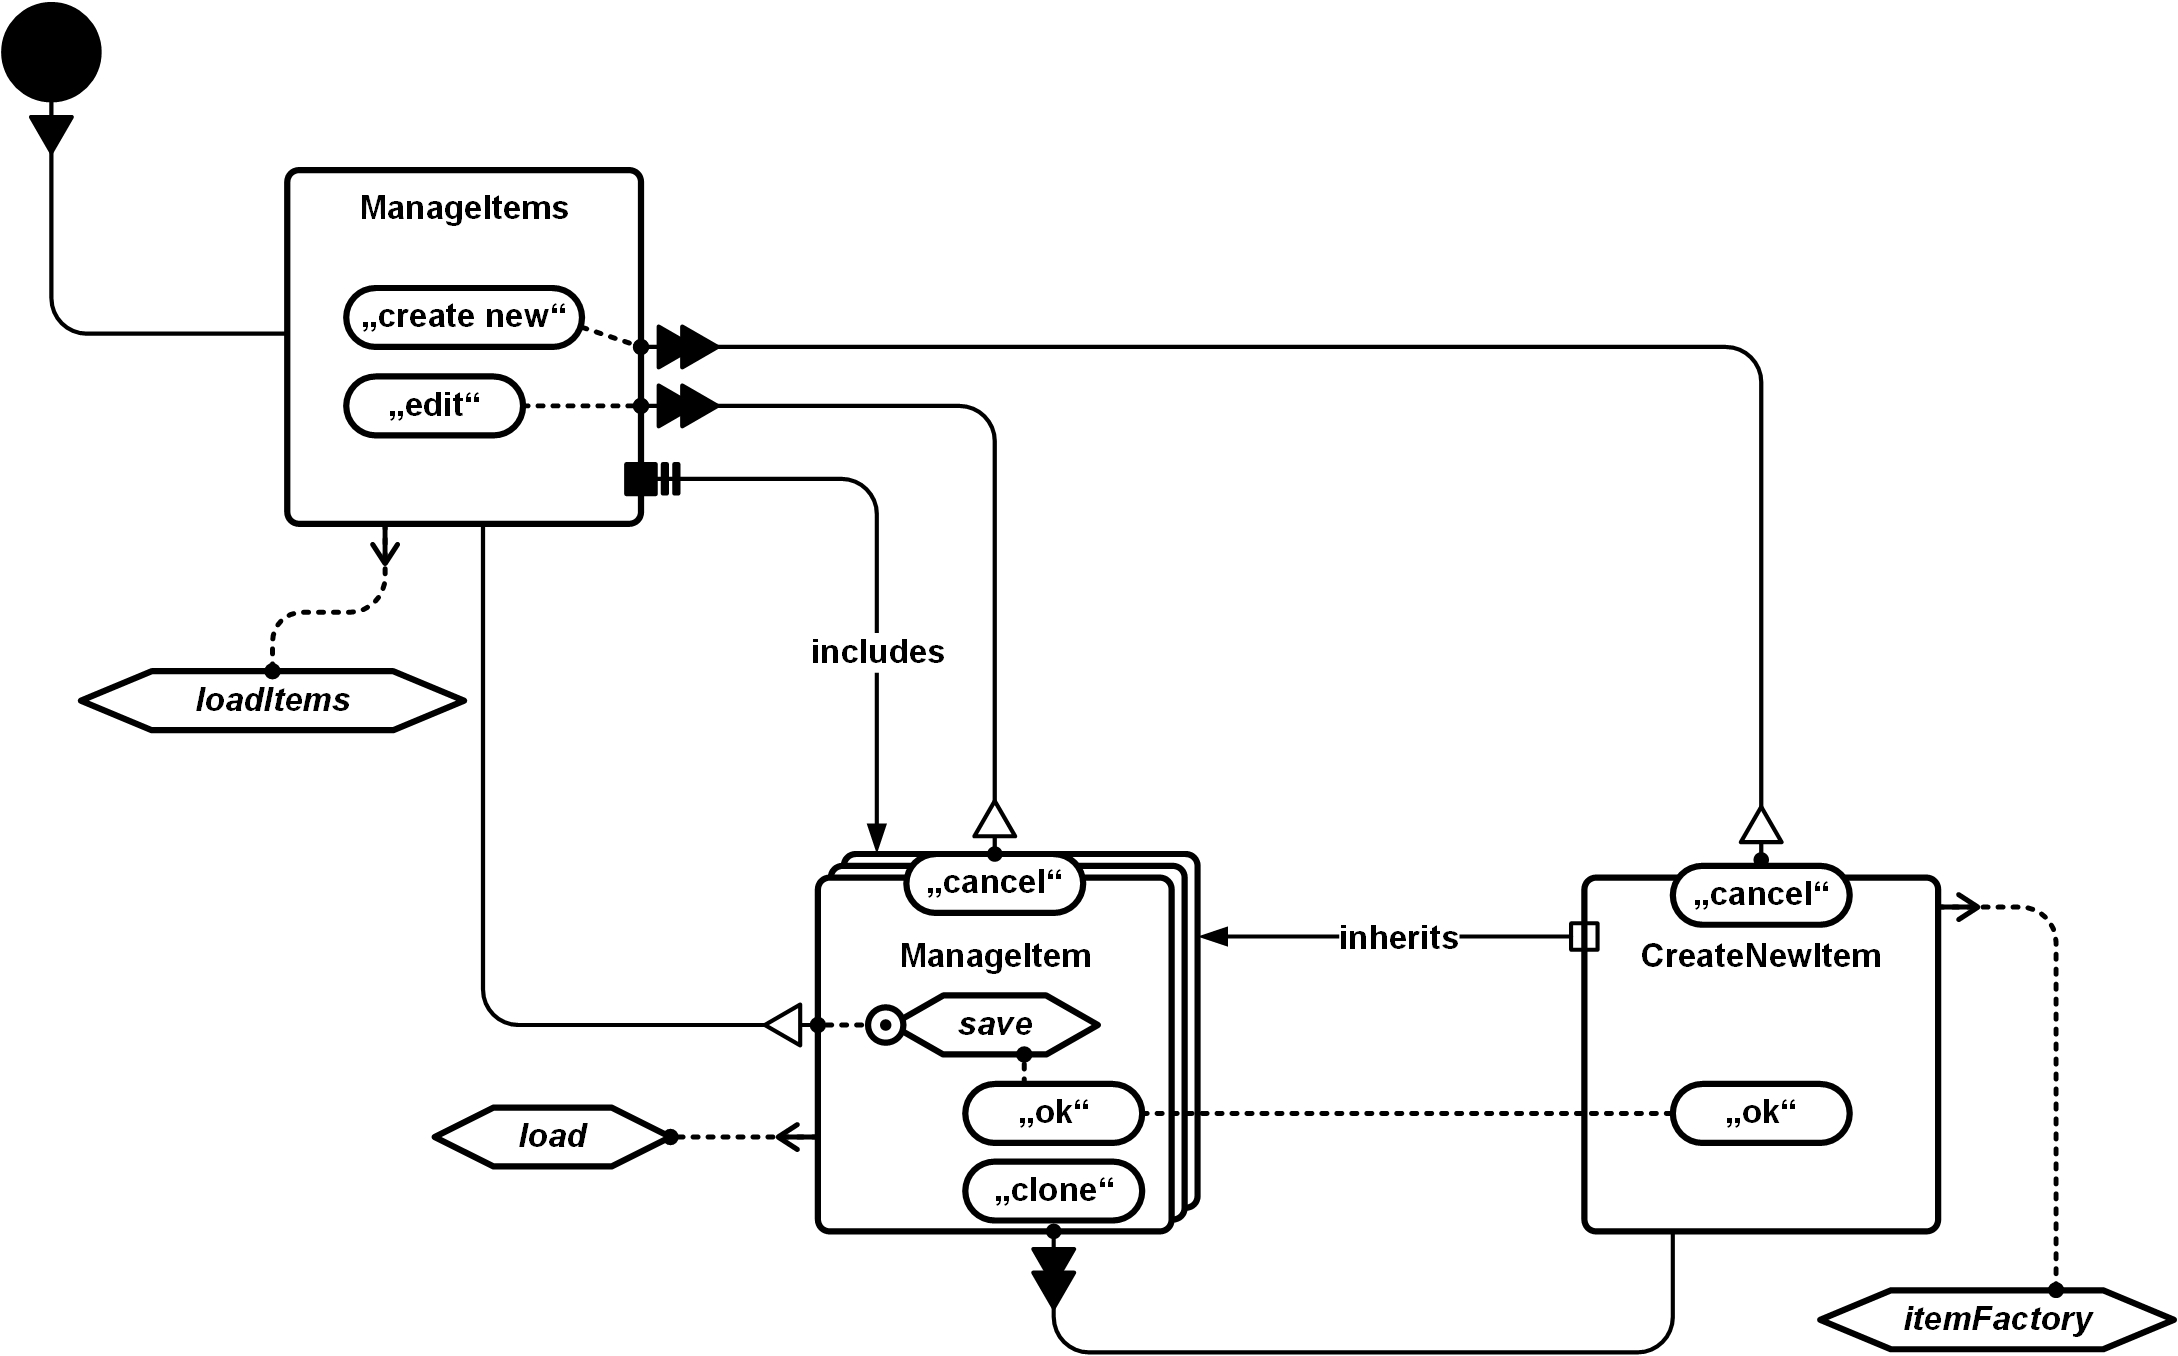 ManageItems
„create new“
„edit“
includes
loadItems
„cancel“
„cancel“
ManageItem
inherits
CreateNewItem
save
„ok“
„ok“
load
„clone“
itemFactory